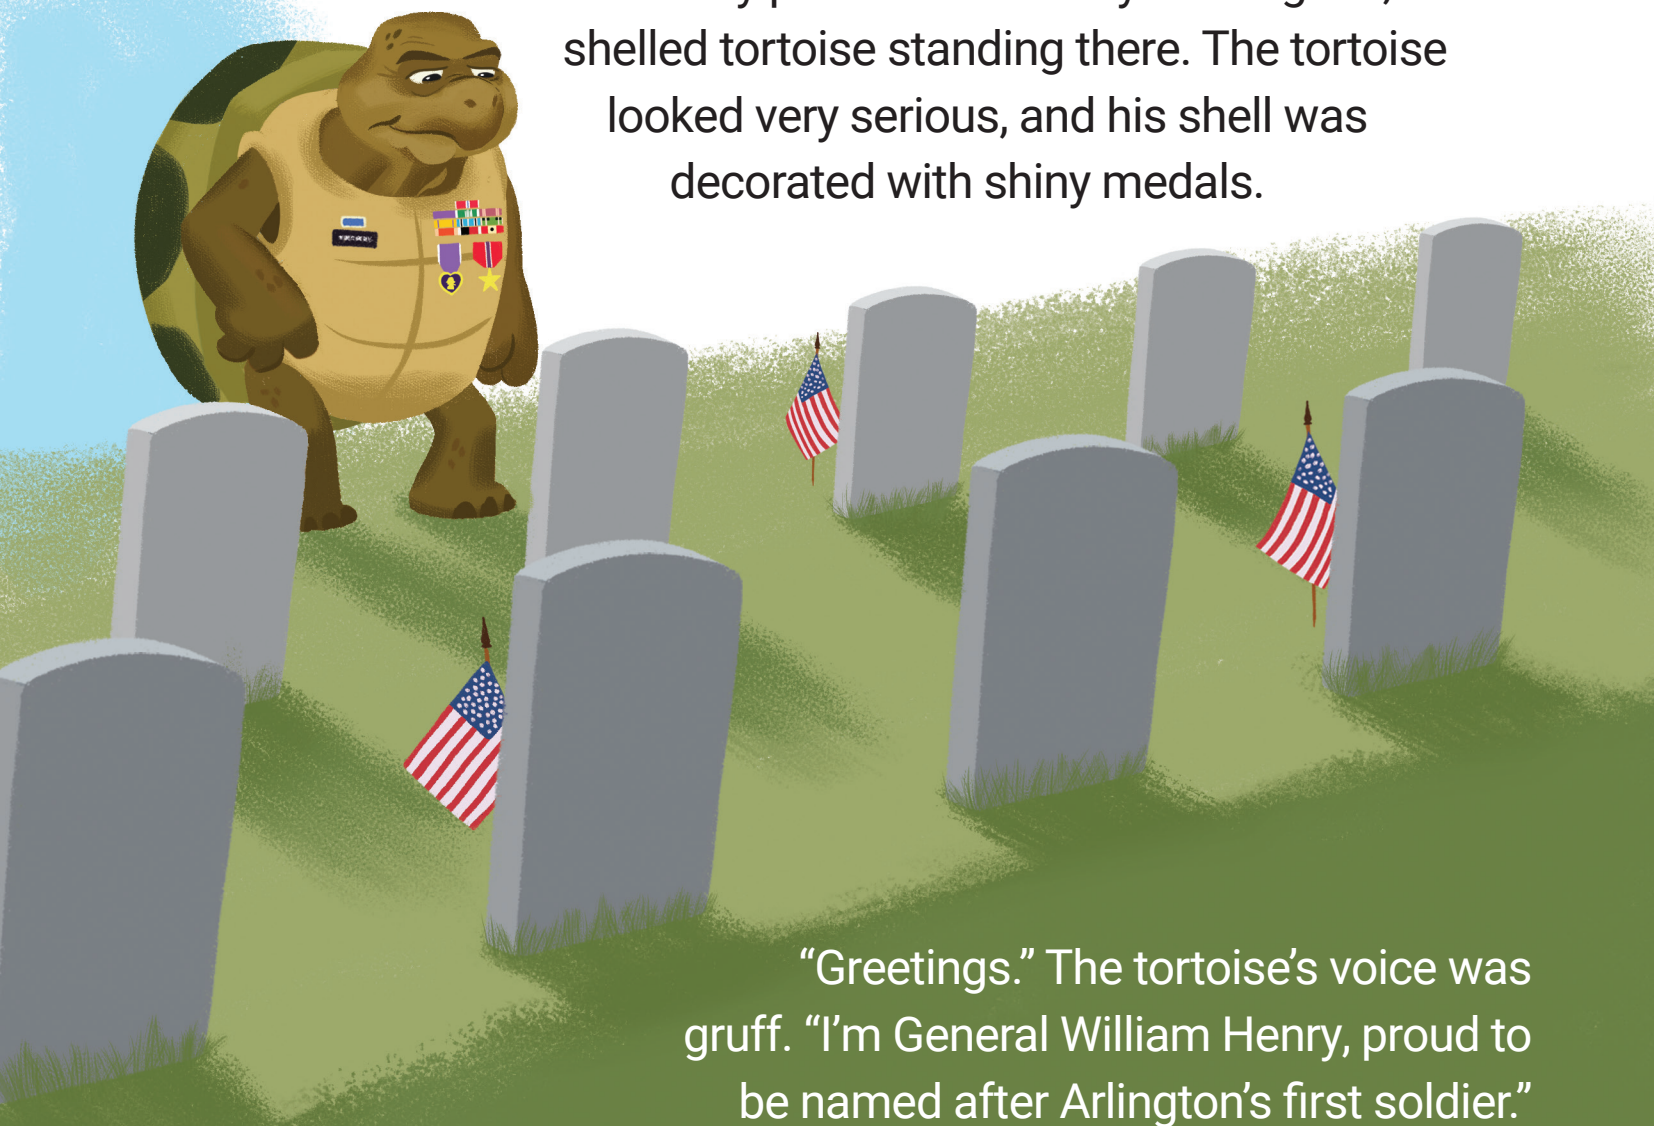 shelled tortoise standing there. The tortoise
looked very serious, and his shell was
decorated with shiny medals.
“Greetings.” The tortoise’s voice was
gruff. “I’m General William Henry, proud to
be named after Arlington’s first soldier.”